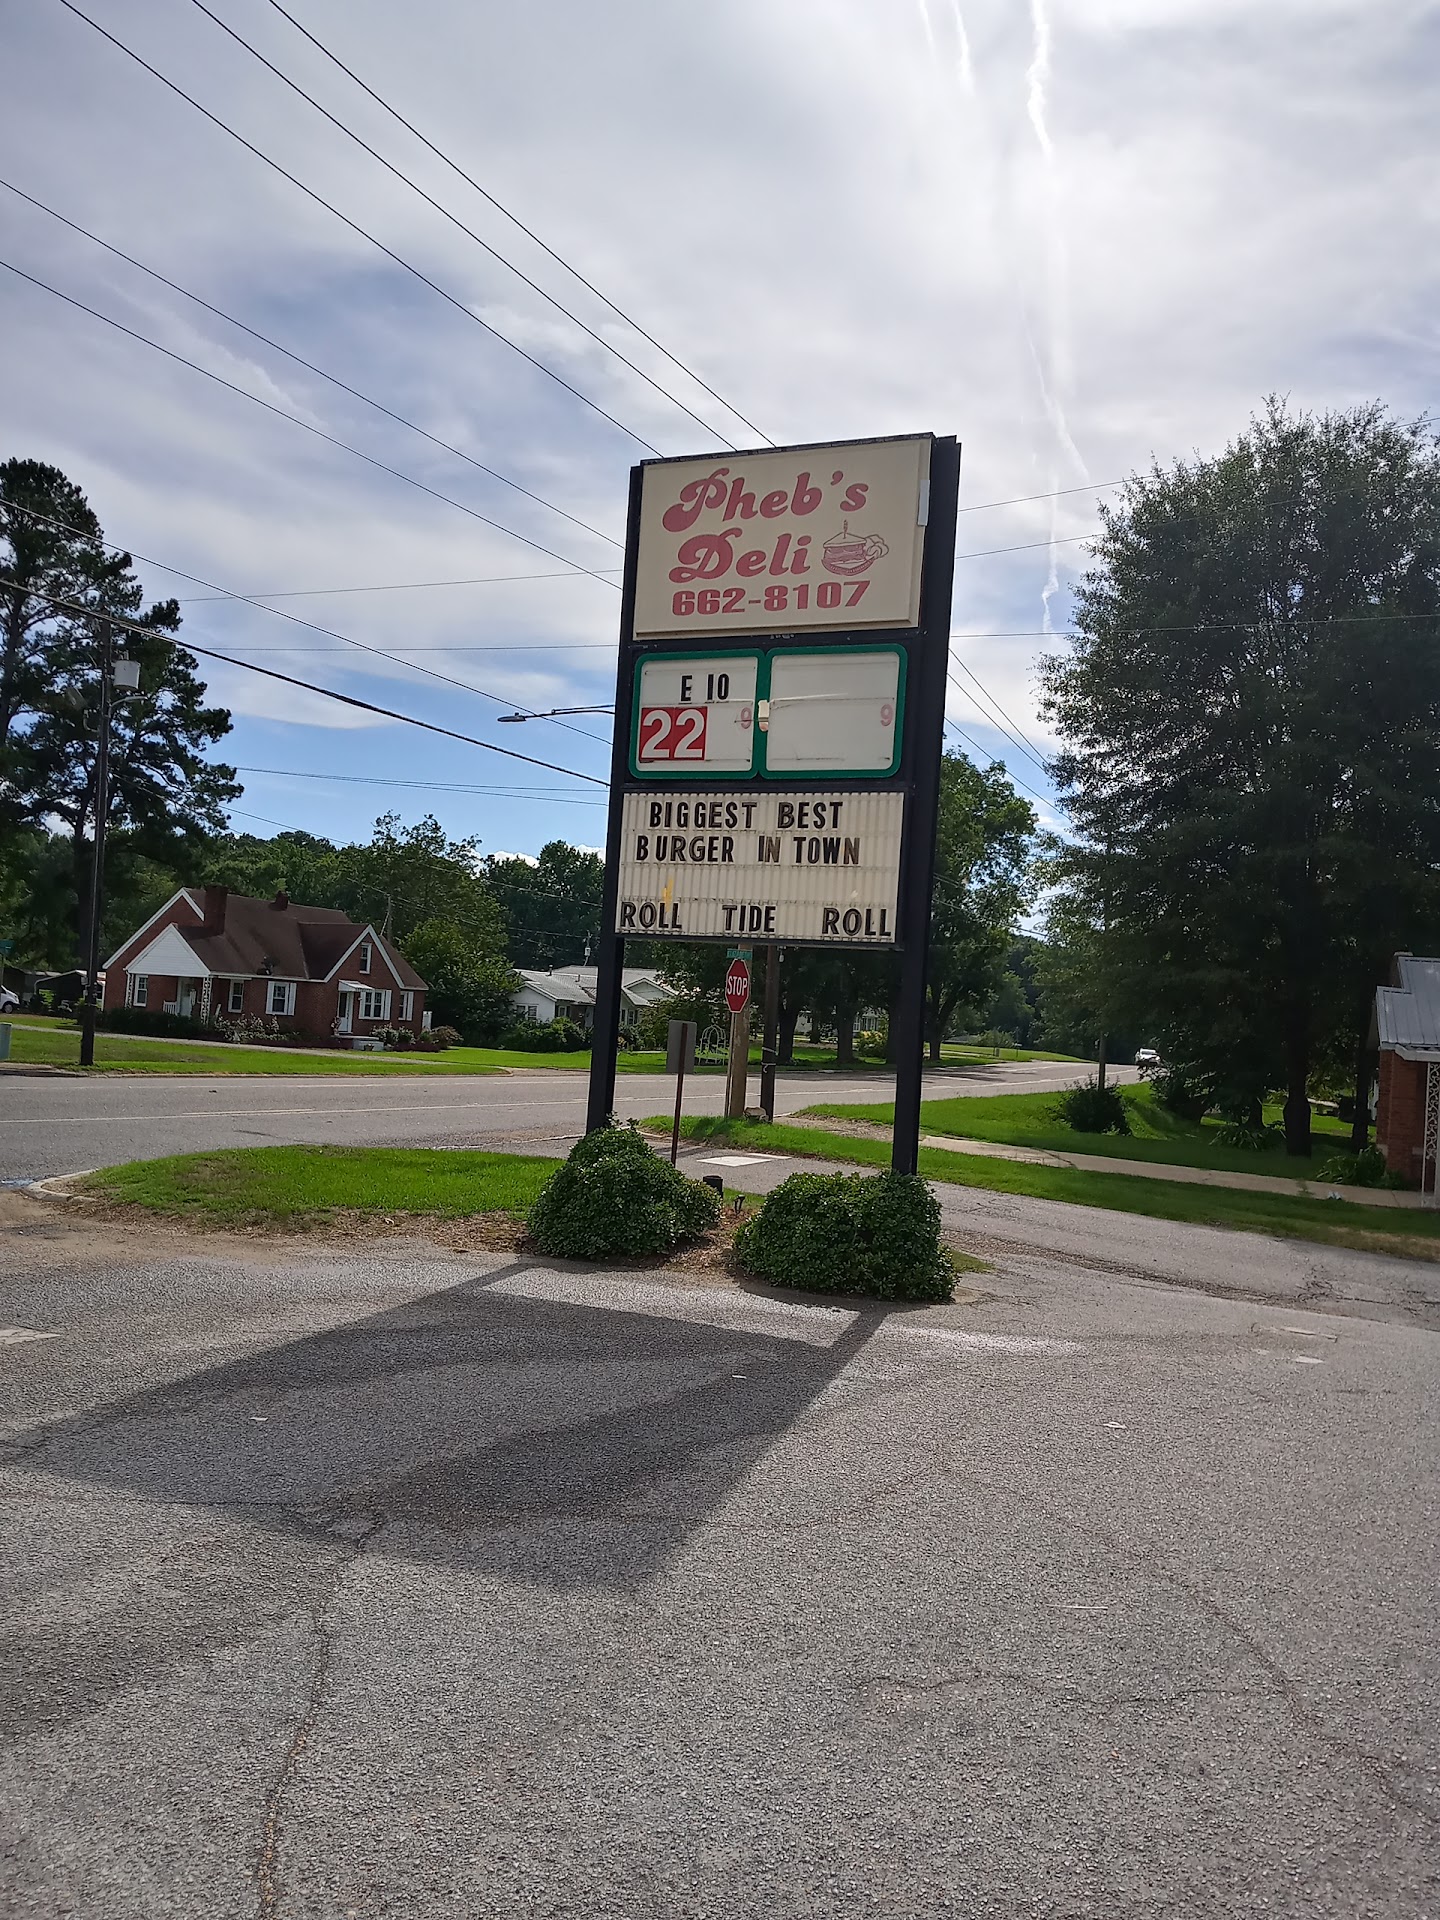 Pheb's
Deli
662-8107
E 10
22 9
9
BIGGEST BEST
BURGER IN TOWN
ROLL TIDE ROLL
STOP